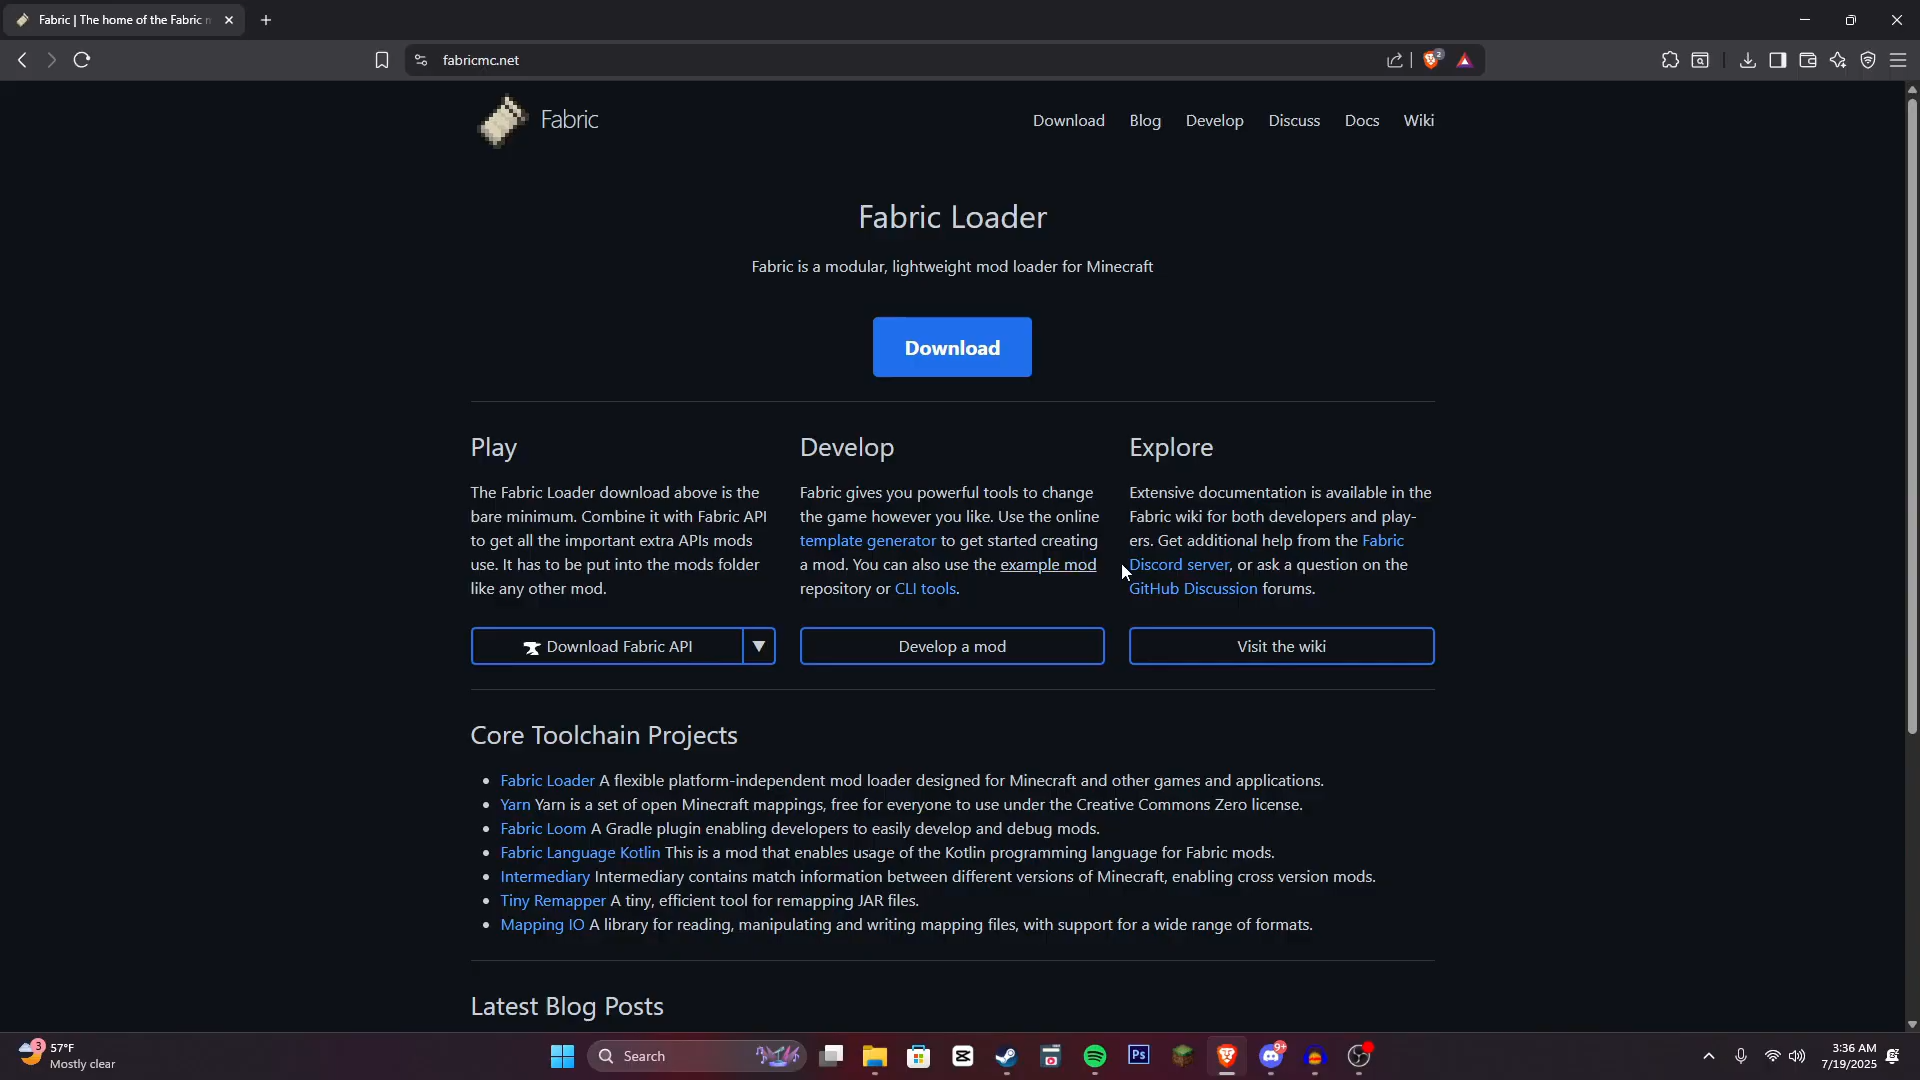 Fabric | The home of the Fabric
fabricmc.net
2
Fabric
Download Blog Develop Discuss Docs Wiki
Fabric Loader
Fabric is a modular, lightweight mod loader for Minecraft
Download
Play
The Fabric Loader download above is the
bare minimum. Combine it with Fabric API
to get all the important extra APIs mods
use. It has to be put into the mods folder
like any other mod.
Download Fabric API
Develop
Fabric gives you powerful tools to change
the game however you like. Use the online
template generator to get started creating
a mod. You can also use the example mod
repository or CLI tools.
Develop a mod
Explore
Extensive documentation is available in the
Fabric wiki for both developers and play-
ers. Get additional help from the Fabric
Discord server, or ask a question on the
GitHub Discussion forums.
Visit the wiki
Core Toolchain Projects
Fabric Loader A flexible platform-independent mod loader designed for Minecraft and other games and applications.
Yarn Yarn is a set of open Minecraft mappings, free for everyone to use under the Creative Commons Zero license.
Fabric Loom A Gradle plugin enabling developers to easily develop and debug mods.
Fabric Language Kotlin This is a mod that enables usage of the Kotlin programming language for Fabric mods.
Intermediary Intermediary contains match information between different versions of Minecraft, enabling cross version mods.
Tiny Remapper A tiny, efficient tool for remapping JAR files.
Mapping IO A library for reading, manipulating and writing mapping files, with support for a wide range of formats.
Latest Blog Posts
3
57°F
Mostly clear
Search
Ps
9+
3:36 AM
7/19/2025